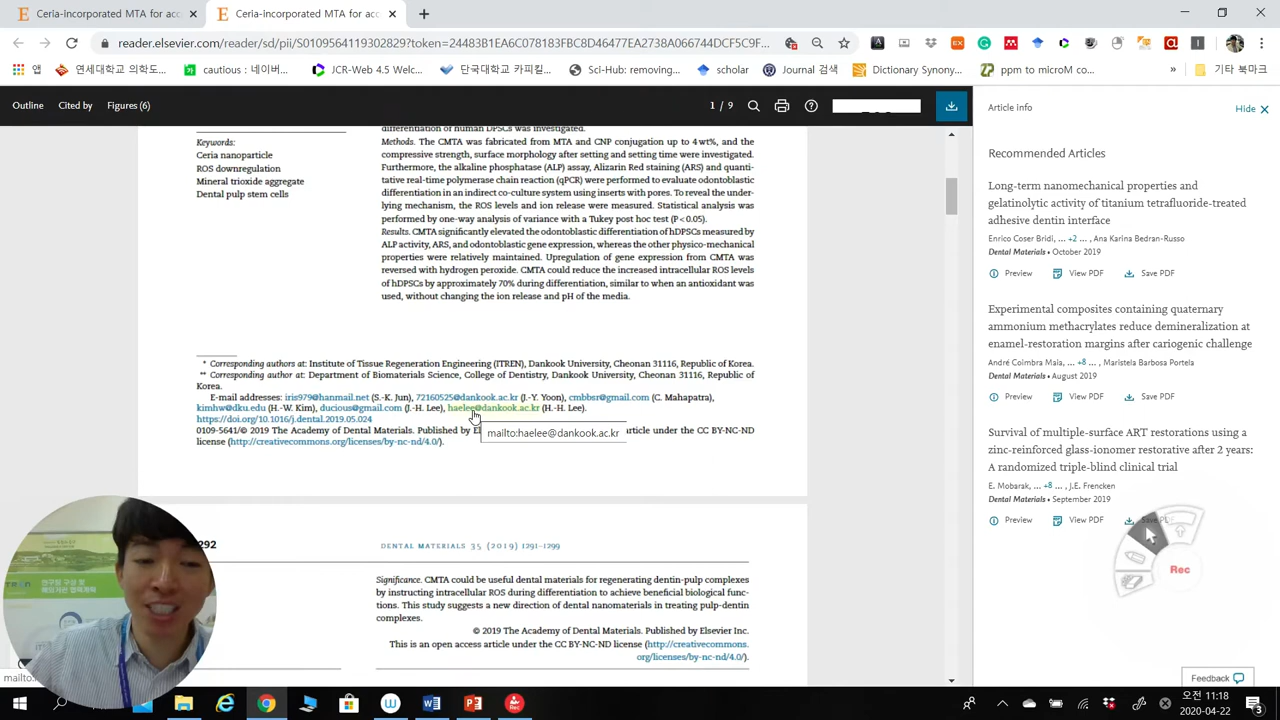 Ceria-incorporated MTA for acc
Ceria-incorporated MTA for acc
reader.elsevier.com/reader/sd/pii/S0109564119302829?token=24483B1EA6C078183FBC8D46477EA2738A066744DCF5C9F...
앱
연세대학교 의학도...
cautious : 네이버...
JCR-Web 4.5 Welc...
단국대학교 카피킬...
Sci-Hub: removing...
scholar
Journal 검색
Dictionary Synony...
ppm to microM co...
»
기타 북마크
Outline
Cited by
Figures (6)
1 / 9
Article info
Hide
differentiation of human DPSCs was investigated.
Keywords:
Ceria nanoparticle
ROS downregulation
Mineral trioxide aggregate
Dental pulp stem cells
Methods. The CMTA was fabricated from MTA and CNP conjugation up to 4 wt%, and the
compressive strength, surface morphology after setting and setting time were investigated.
Furthermore, the alkaline phosphatase (ALP) assay, Alizarin Red staining (ARS) and quan-
titative real-time polymerase chain reaction (qPCR) were performed to evaluate odontoblastic
differentiation in an indirect co-culture system using inserts with pores. To reveal the under-
lying mechanism, the ROS levels and ion release were measured. Statistical analysis was
performed by one-way analysis of variance with a Tukey post hoc test (P < 0.05).
Results. CMTA significantly elevated the odontoblastic differentiation of hDPSCs measured by
ALP activity, ARS, and odontoblastic gene expression, whereas the other physico-mechanical
properties were relatively maintained. Upregulation of gene expression from CMTA was
reversed with hydrogen peroxide. CMTA could reduce the increased intracellular ROS levels
of hDPSCs by approximately 70% during differentiation, similar to when an antioxidant was
used, without changing the ion release and pH of the media.
* Corresponding authors at: Institute of Tissue Regeneration Engineering (ITREN), Dankook University, Cheonan 31116, Republic of Korea.
** Corresponding author at: Department of Biomaterials Science, College of Dentistry, Dankook University, Cheonan 31116, Republic of
Korea.
E-mail addresses: iris979@hanmail.net (S.-K. Jun), 72160525@dankook.ac.kr (J.-Y. Yoon), cmbbsr@gmail.com (C. Mahapatra),
kimhw@dku.edu (H.-W. Kim), ducious@gmail.com (J.-H. Lee), haelee@dankook.ac.kr (H.-H. Lee).
https://doi.org/10.1016/j.dental.2019.05.024
0109-5641/© 2019 The Academy of Dental Materials. Published by El rticle under the CC BY-NC-ND
license (http://creativecommons.org/licenses/by-nc-nd/4.0/).
mailto:haelee@dankook.ac.kr
292
DENTAL MATERIALS 35 (2019) 1291–1299
Significance. CMTA could be useful dental materials for regenerating dentin-pulp complexes
by instructing intracellular ROS during differentiation to achieve beneficial biological func-
tions. This study suggests a new direction of dental nanomaterials in treating pulp-dentin
complexes.
© 2019 The Academy of Dental Materials. Published by Elsevier Inc.
This is an open access article under the CC BY-NC-ND license (http://creativecommons.
org/licenses/by-nc-nd/4.0/).
Recommended Articles
Long-term nanomechanical properties and
gelatinolytic activity of titanium tetrafluoride-treated
adhesive dentin interface
Enrico Coser Bridi, ... +2 ... , Ana Karina Bedran-Russo
Dental Materials • October 2019
Preview
View PDF
Save PDF
Experimental composites containing quaternary
ammonium methacrylates reduce demineralization at
enamel-restoration margins after cariogenic challenge
André Coimbra Maia, ... +8 ... , Maristela Barbosa Portela
Dental Materials • August 2019
Preview
View PDF
Save PDF
Survival of multiple-surface ART restorations using a
zinc-reinforced glass-ionomer restorative after 2 years:
A randomized triple-blind clinical trial
E. Mobarak, ... +8 ... , J.E. Frencken
Dental Materials • September 2019
Preview
View PDF
Save PD
Rec
Feedback
mailto:
오전 11:18
2020-04-22
3